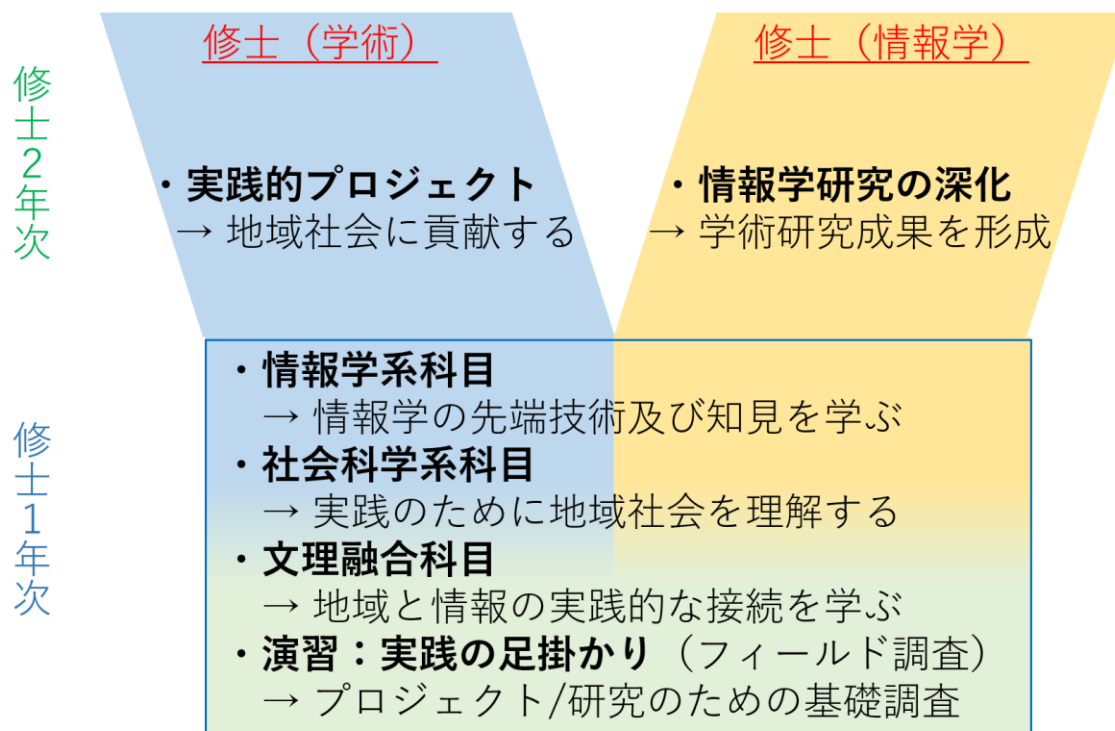 修士（学術）
修士（情報学）
修士2年次
・実践的プロジェクト
→ 地域社会に貢献する
・情報学研究の深化
→ 学術研究成果を形成
修士1年次
・情報学系科目
→ 情報学の先端技術及び知見を学ぶ
・社会科学系科目
→ 実践のために地域社会を理解する
・文理融合科目
→ 地域と情報の実践的な接続を学ぶ
・演習：実践の足掛かり（フィールド調査）
→ プロジェクト/研究のための基礎調査